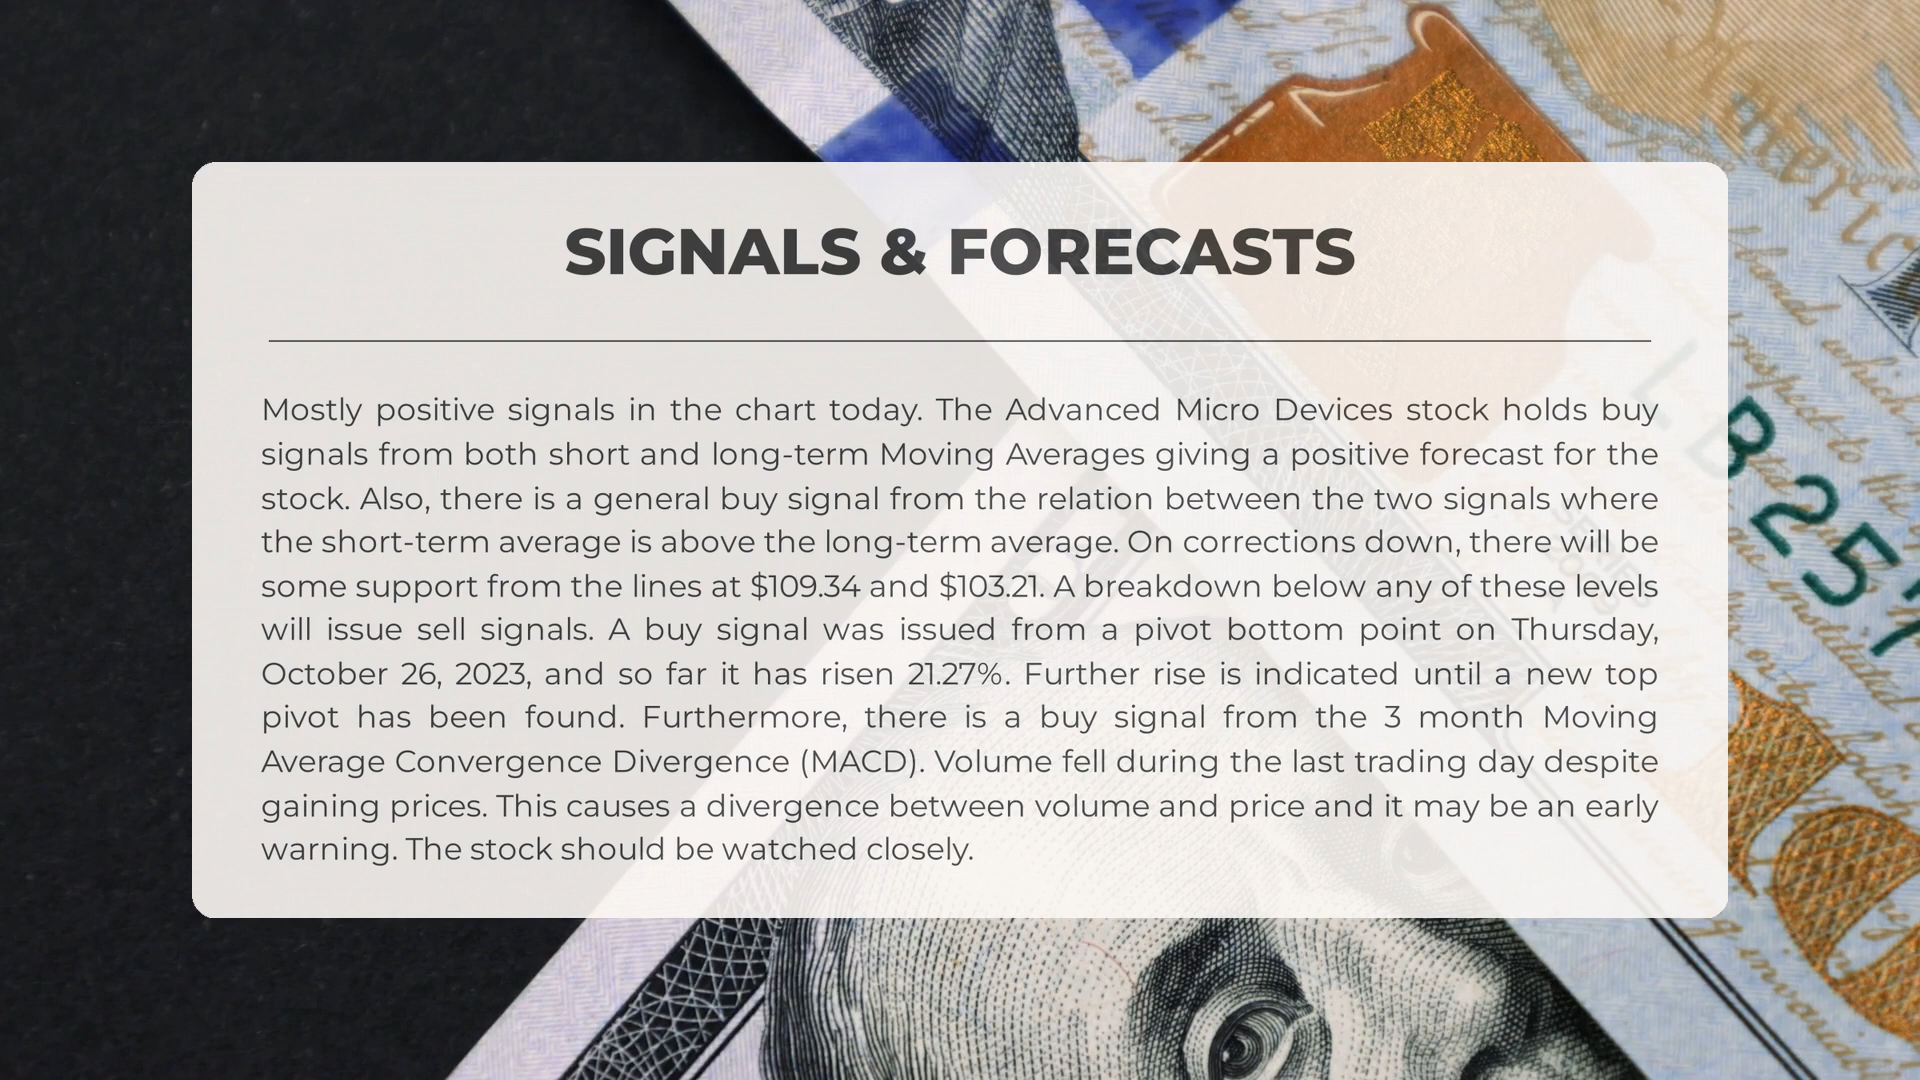 SIGNALS & FORECASTS
Mostly positive signals in the chart today. The Advanced Micro Devices stock holds buy
signals from both short and long-term Moving Averages giving a positive forecast for the
stock. Also, there is a general buy signal from the relation between the two signals where
the short-term average is above the long-term average. On corrections down, there will be
some support from the lines at $109.34 and $103.21. A breakdown below any of these levels
will issue sell signals. A buy signal was issued from a pivot bottom point on Thursday,
October 26, 2023, and so far it has risen 21.27%. Further rise is indicated until a new top
pivot has been found. Furthermore, there is a buy signal from the 3 month Moving
Average Convergence Divergence (MACD). Volume fell during the last trading day despite
gaining prices. This causes a divergence between volume and price and it may be an early
warning. The stock should be watched closely.